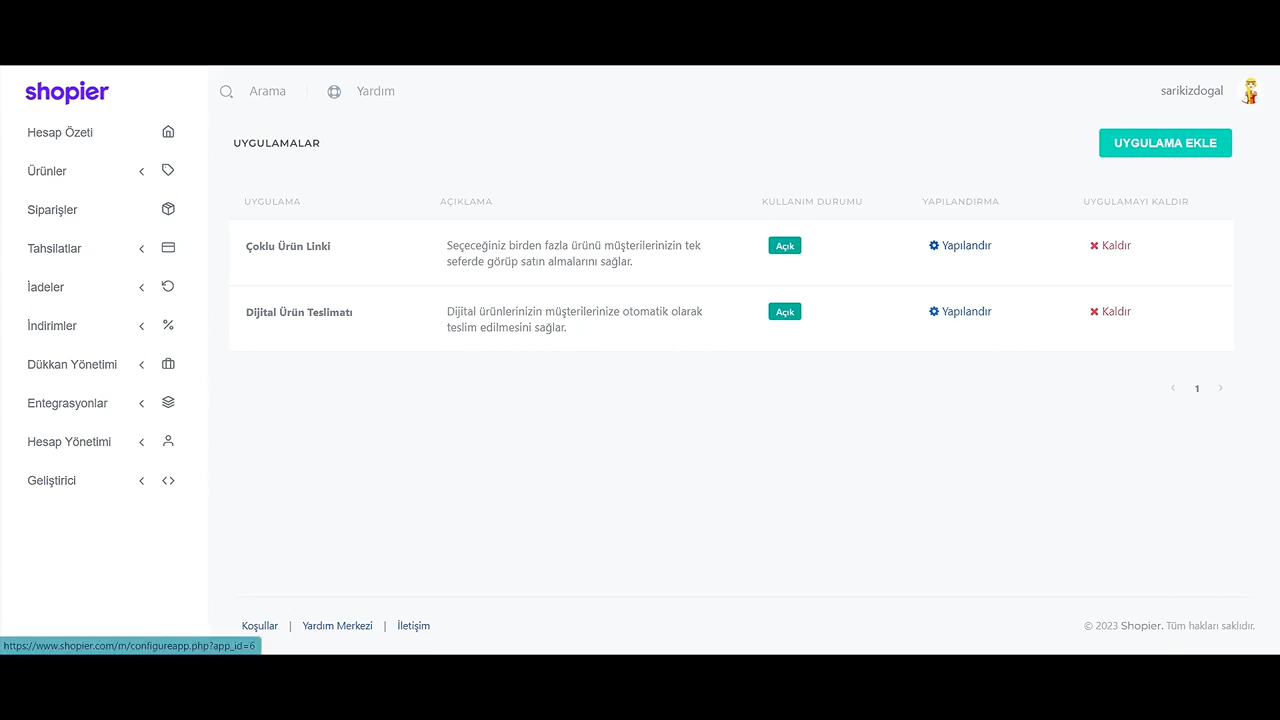 shopier
Arama
Yardım
sarikizdogal
Hesap Özeti
Ürünler
Siparişler
Tahsilatlar
İadeler
İndirimler
Dükkan Yönetimi
Entegrasyonlar
Hesap Yönetimi
Geliştirici
UYGULAMALAR
UYGULAMA EKLE
UYGULAMA AÇIKLAMA KULLANIM DURUMU YAPILANDIRMA UYGULAMAYI KALDIR
Çoklu Ürün Linki
Seçeceğiniz birden fazla ürünü müşterilerinizin tek
seferde görüp satın almalarını sağlar.
Açık
Yapılandır
Kaldır
Dijital Ürün Teslimatı
Dijital ürünlerinizin müşterilerinize otomatik olarak
teslim edilmesini sağlar.
Açık
Yapılandır
Kaldır
‹ 1 ›
Koşullar | Yardım Merkezi | İletişim
© 2023 Shopier. Tüm hakları saklıdır.
https://www.shopier.com/m/configureapp.php?app_id=6